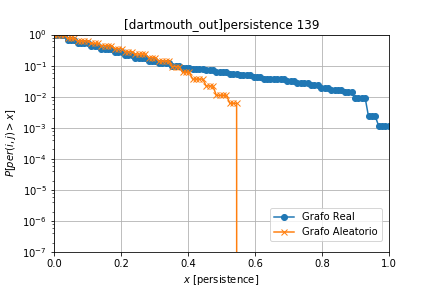 [dartmouth_out]persistence 139
P[per(i, j) > x]
10^0
10^-1
10^-2
10^-3
10^-4
10^-5
10^-6
10^-7
Grafo Real
Grafo Aleatorio
0.0 0.2 0.4 0.6 0.8 1.0
x [persistence]